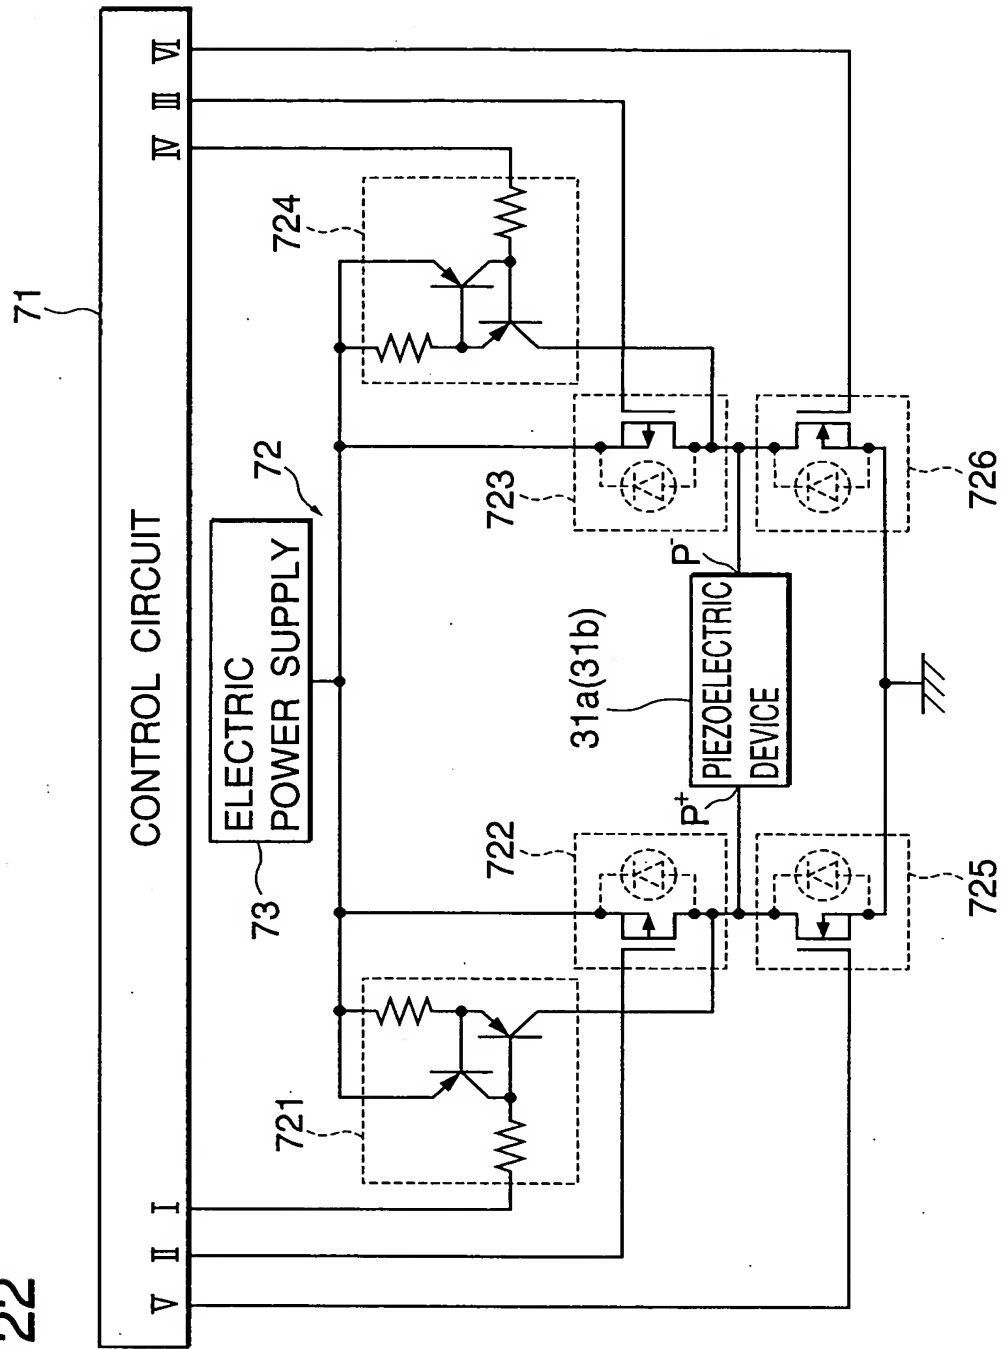 22
71
CONTROL CIRCUIT
V II I IV III VI
73
ELECTRIC
POWER SUPPLY
72
721
724
722
723
31a(31b)
P+
P-
PIEZOELECTRIC
DEVICE
725
726